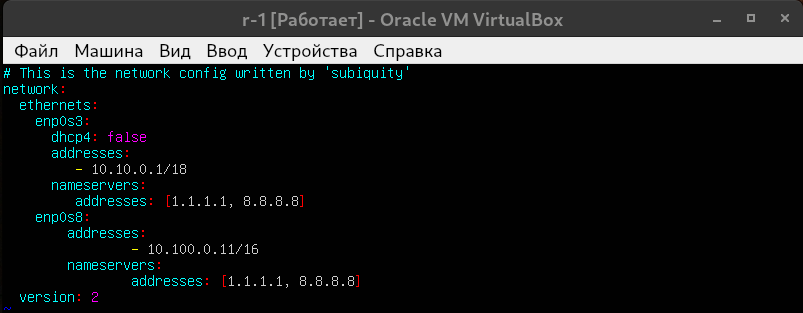 r-1 [Работает] - Oracle VM VirtualBox
Файл Машина Вид Ввод Устройства Справка
# This is the network config written by 'subiquity'
network:
  ethernets:
    enp0s3:
      dhcp4: false
      addresses:
         - 10.10.0.1/18
      nameservers:
         addresses: [1.1.1.1, 8.8.8.8]
    enp0s8:
        addresses:
                - 10.100.0.11/16
        nameservers:
                addresses: [1.1.1.1, 8.8.8.8]
  version: 2